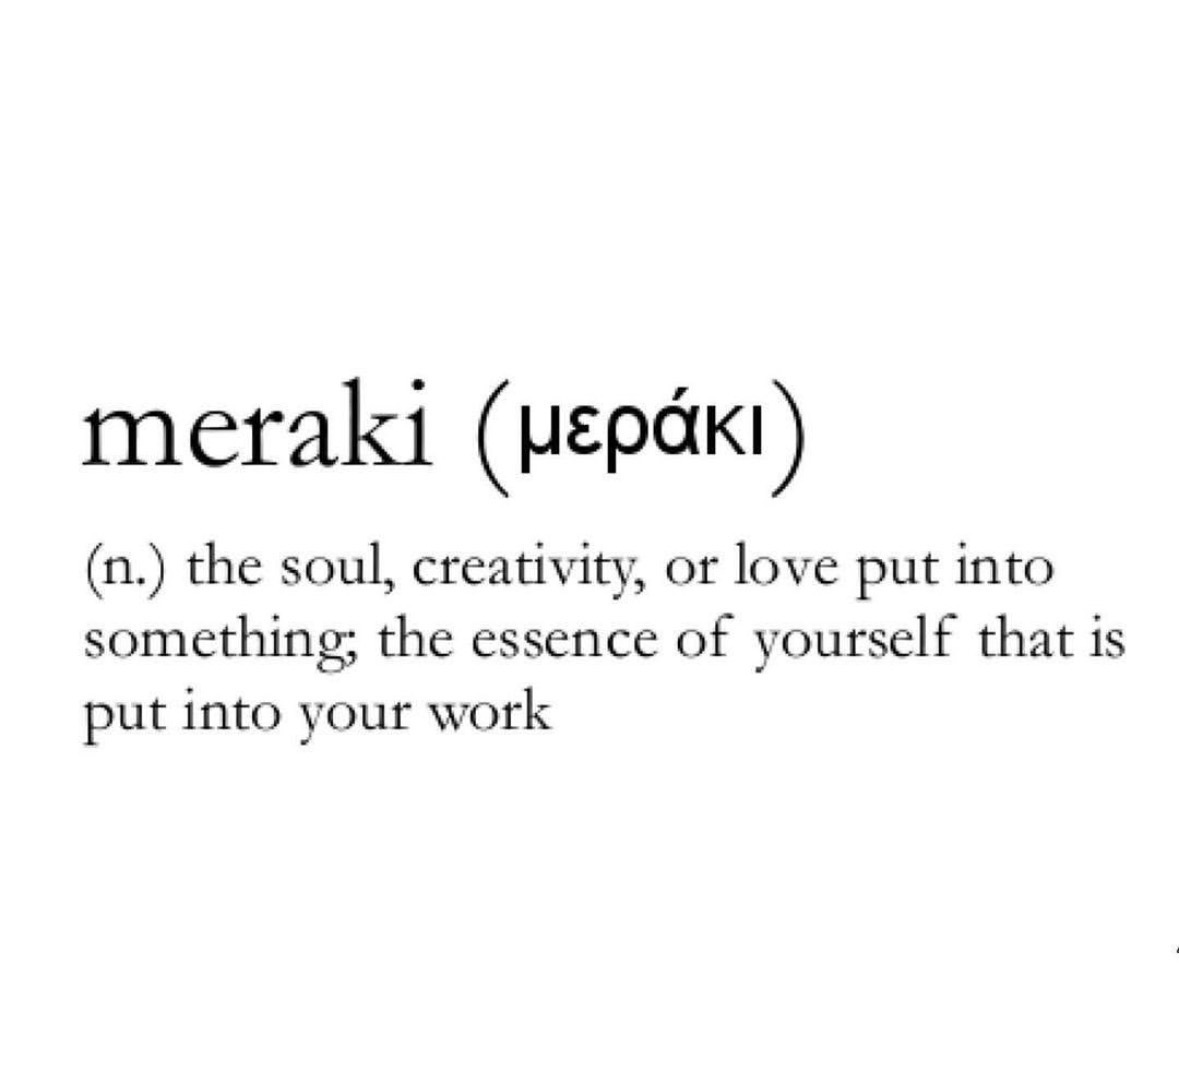 meraki (μεράκι)
(n.) the soul, creativity, or love put into
something; the essence of yourself that is
put into your work